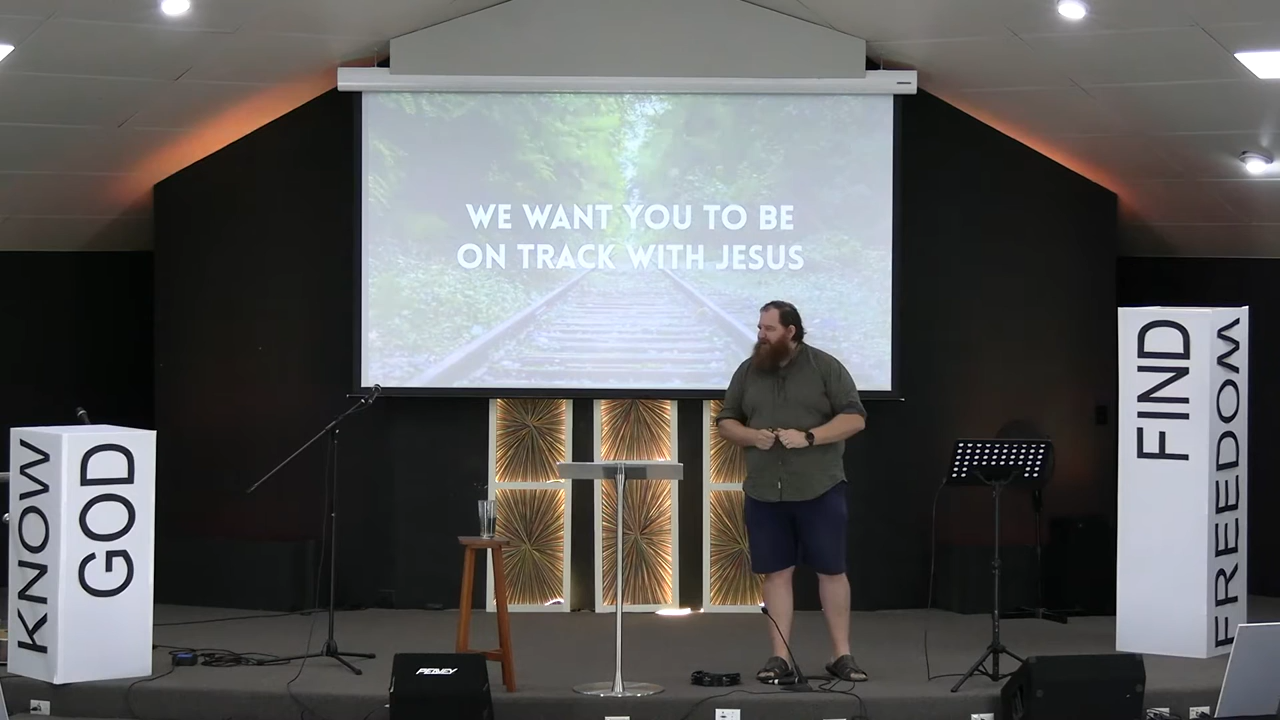 WE WANT YOU TO BE
ON TRACK WITH JESUS
KNOW
GOD
FIND
FREEDOM
PEAVEY